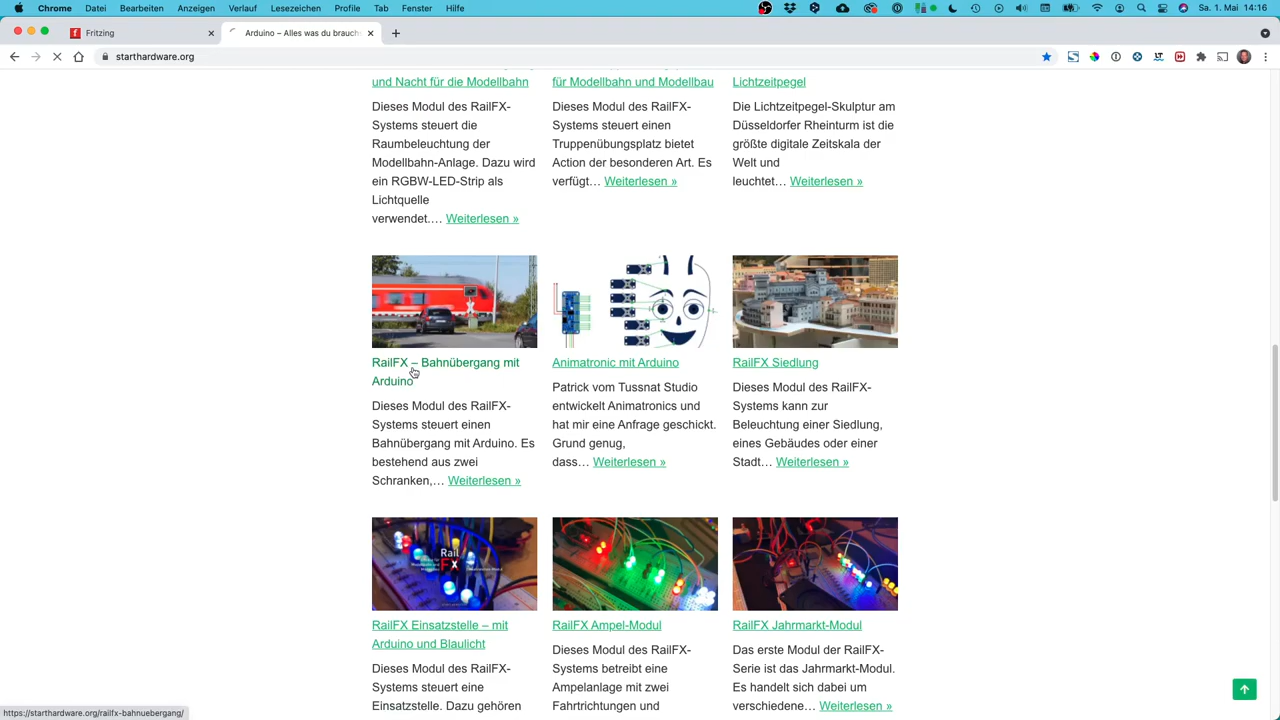 Chrome Datei Bearbeiten Anzeigen Verlauf Lesezeichen Profile Tab Fenster Hilfe
Sa. 1. Mai 14:16
Fritzing
Arduino – Alles was du brauch
starthardware.org
und Nacht für die Modellbahn
für Modellbahn und Modellbau
Lichtzeitpegel
Dieses Modul des RailFX-
Systems steuert die
Raumbeleuchtung der
Modellbahn-Anlage. Dazu wird
ein RGBW-LED-Strip als
Lichtquelle
verwendet.… Weiterlesen »
Dieses Modul des RailFX-
Systems steuert einen
Truppenübungsplatz bietet
Action der besonderen Art. Es
verfügt… Weiterlesen »
Die Lichtzeitpegel-Skulptur am
Düsseldorfer Rheinturm ist die
größte digitale Zeitskala der
Welt und
leuchtet… Weiterlesen »
RailFX – Bahnübergang mit
Arduino
Dieses Modul des RailFX-
Systems steuert einen
Bahnübergang mit Arduino. Es
bestehend aus zwei
Schranken,… Weiterlesen »
Animatronic mit Arduino
Patrick vom Tussnat Studio
entwickelt Animatronics und
hat mir eine Anfrage geschickt.
Grund genug,
dass… Weiterlesen »
RailFX Siedlung
Dieses Modul des RailFX-
Systems kann zur
Beleuchtung einer Siedlung,
eines Gebäudes oder einer
Stadt… Weiterlesen »
Rail
RailFX Einsatzstelle – mit
Arduino und Blaulicht
Dieses Modul des RailFX-
Systems steuert eine
Einsatzstelle. Dazu gehören
RailFX Ampel-Modul
Dieses Modul des RailFX-
Systems betreibt eine
Ampelanlage mit zwei
Fahrtrichtungen und
RailFX Jahrmarkt-Modul
Das erste Modul der RailFX-
Serie ist das Jahrmarkt-Modul.
Es handelt sich dabei um
verschiedene… Weiterlesen »
https://starthardware.org/railfx-bahnuebergang/